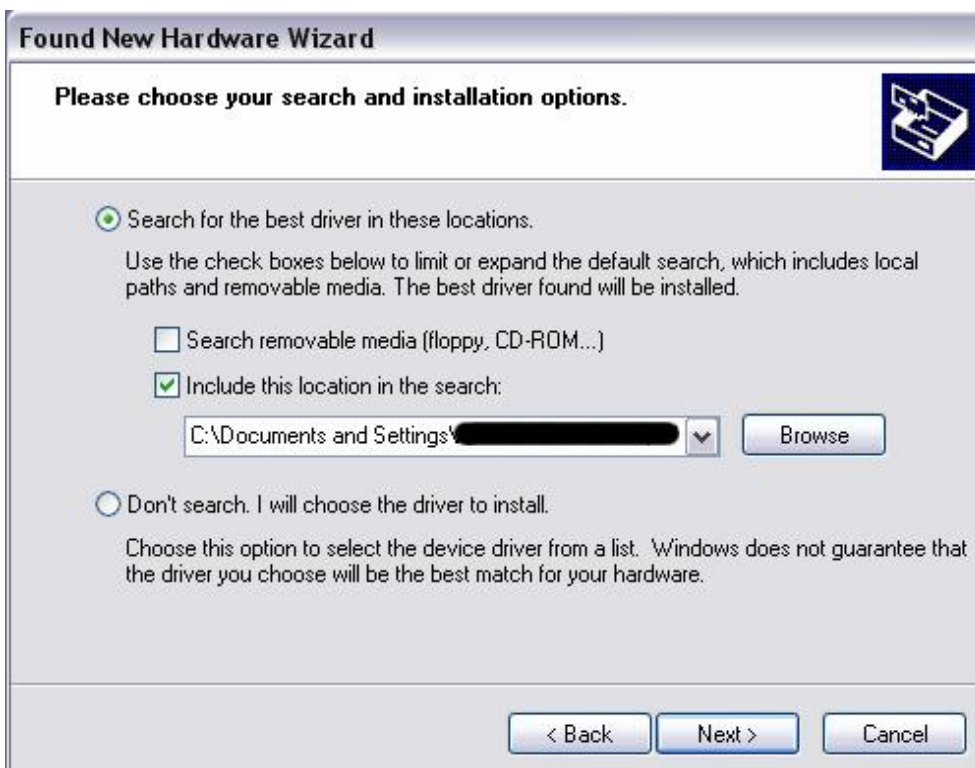 Found New Hardware Wizard
Please choose your search and installation options.
Search for the best driver in these locations.
Use the check boxes below to limit or expand the default search, which includes local
paths and removable media. The best driver found will be installed.
Search removable media (floppy, CD-ROM...)
Include this location in the search:
C:\Documents and Settings\
Browse
Don't search. I will choose the driver to install.
Choose this option to select the device driver from a list. Windows does not guarantee that
the driver you choose will be the best match for your hardware.
< Back Next > Cancel